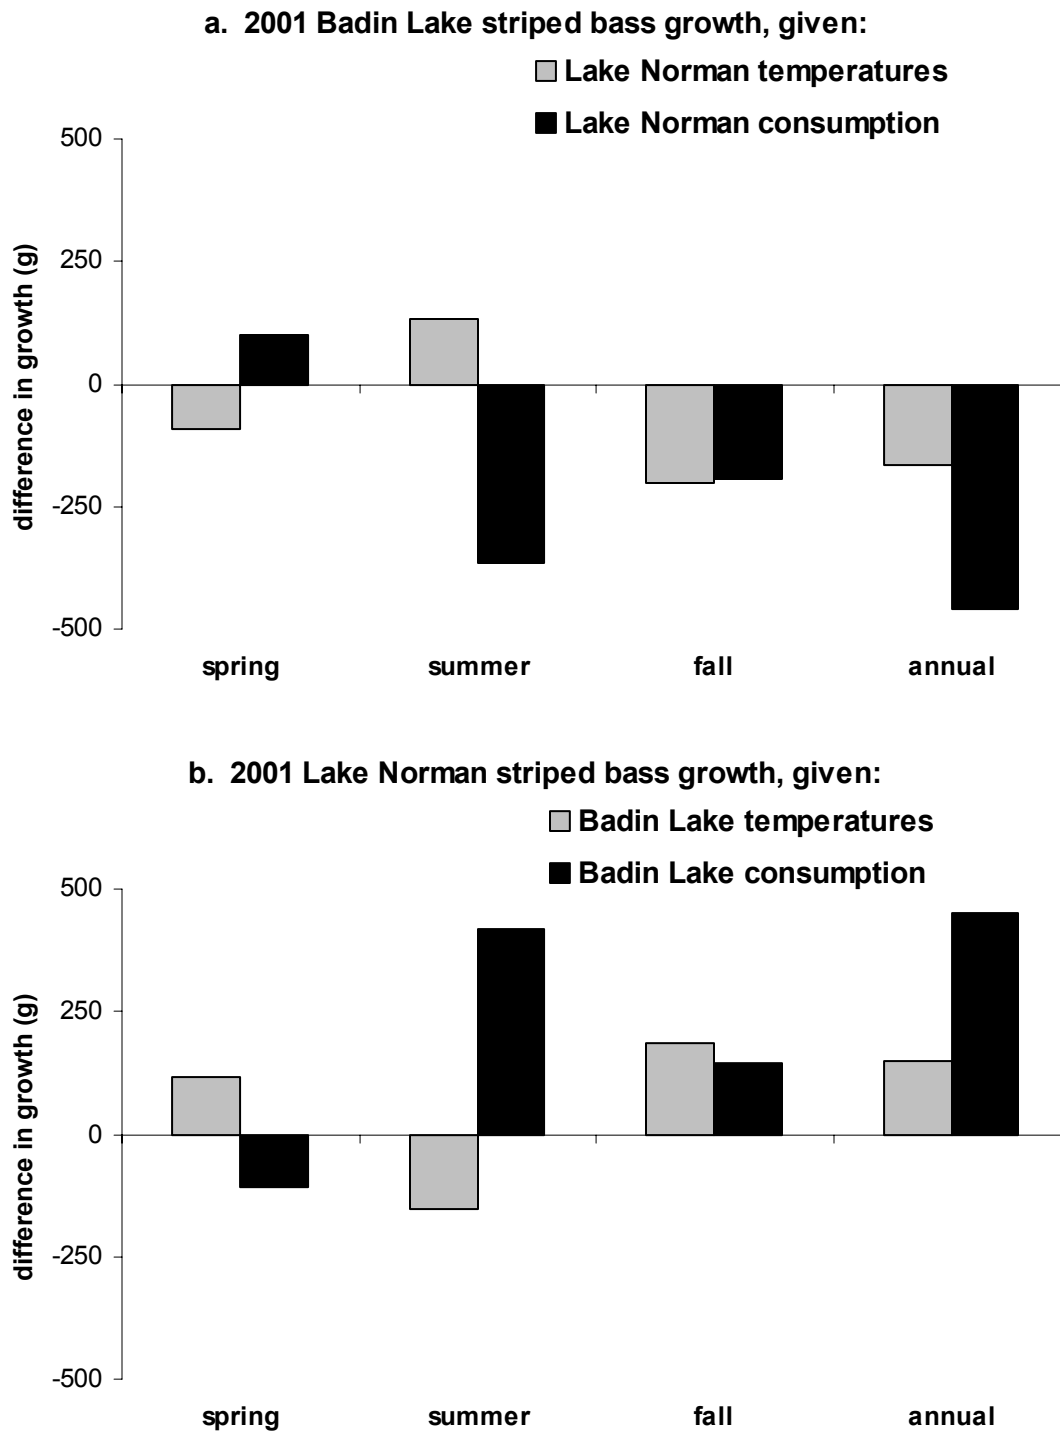 a. 2001 Badin Lake striped bass growth, given:
Lake Norman temperatures
Lake Norman consumption
500
250
0
-250
-500
difference in growth (g)
spring summer fall annual
b. 2001 Lake Norman striped bass growth, given:
Badin Lake temperatures
Badin Lake consumption
500
250
0
-250
-500
difference in growth (g)
spring summer fall annual